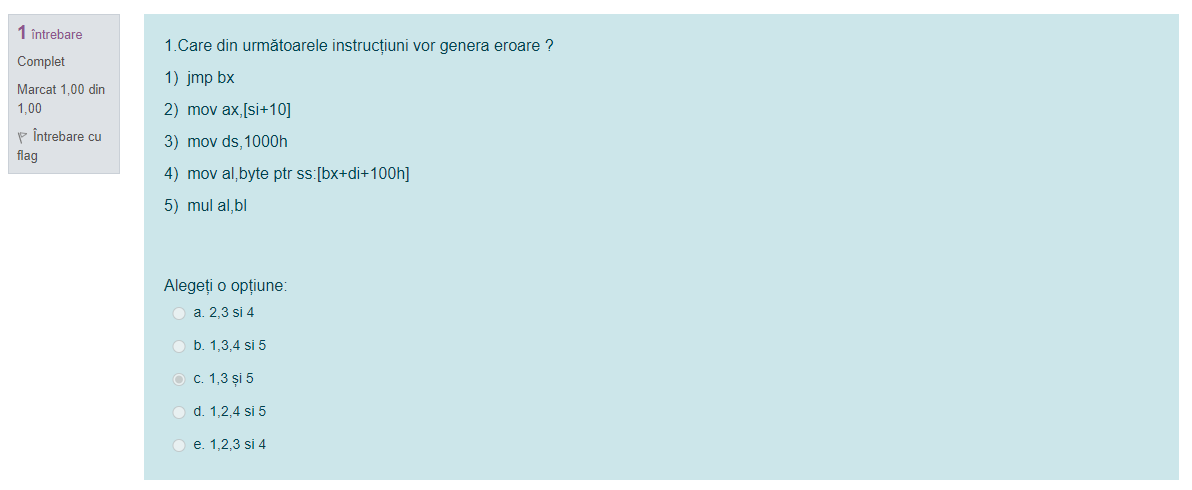 1 întrebare
Complet
Marcat 1,00 din
1,00
Întrebare cu
flag
1.Care din următoarele instrucțiuni vor genera eroare ?
1) jmp bx
2) mov ax,[si+10]
3) mov ds,1000h
4) mov al,byte ptr ss:[bx+di+100h]
5) mul al,bl
Alegeți o opțiune:
a. 2,3 si 4
b. 1,3,4 si 5
c. 1,3 și 5
d. 1,2,4 si 5
e. 1,2,3 si 4